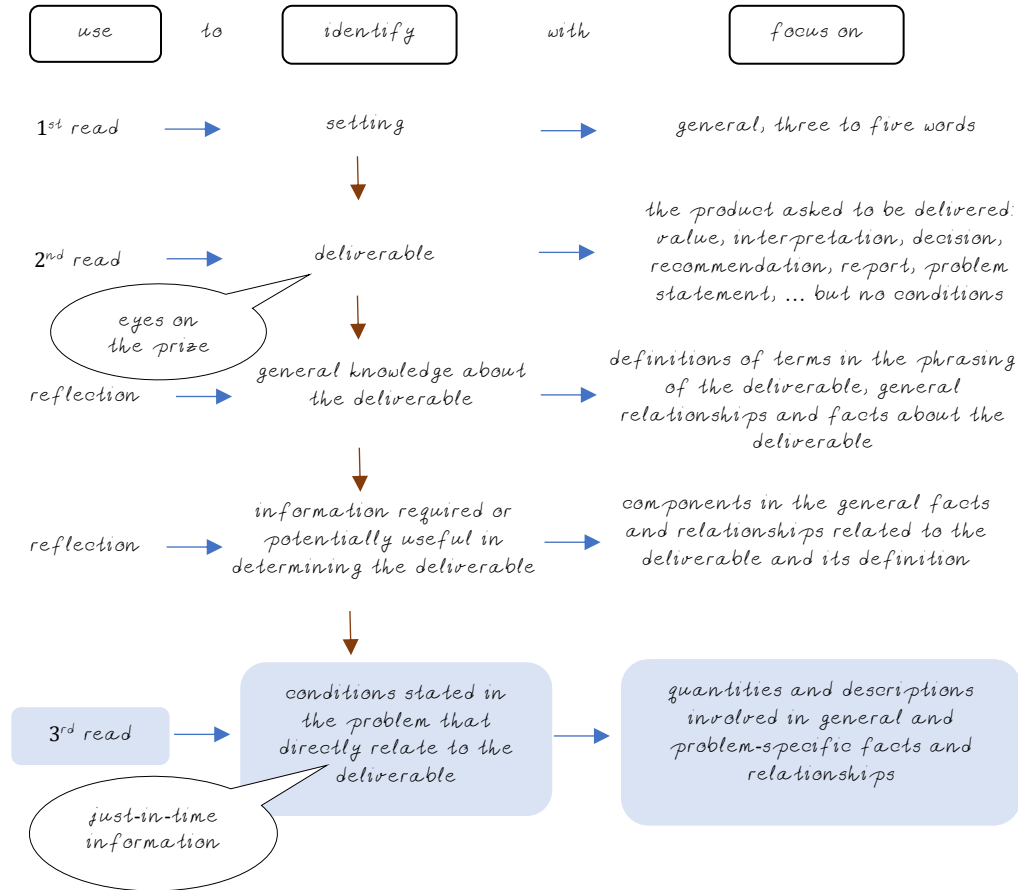 use to identify with focus on
1st read setting general, three to five words
the product asked to be delivered:
value, interpretation, decision,
recommendation, report, problem
statement, ... but no conditions
2nd read deliverable
eyes on
the prize
reflection
general knowledge about
the deliverable
definitions of terms in the phrasing
of the deliverable, general
relationships and facts about the
deliverable
reflection
information required or
potentially useful in
determining the deliverable
components in the general facts
and relationships related to the
deliverable and its definition
3rd read
conditions stated in
the problem that
directly relate to the
deliverable
quantities and descriptions
involved in general and
problem-specific facts and
relationships
just-in-time
information